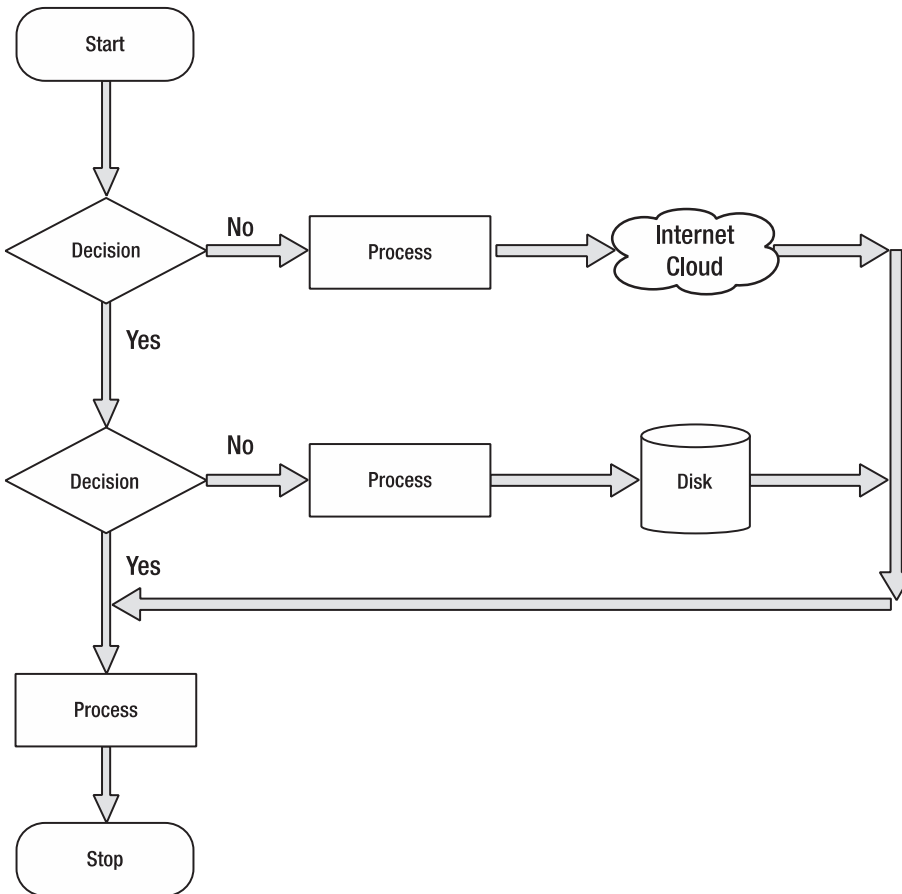 Start
Decision
No
Process
Internet
Cloud
Yes
Decision
No
Process
Disk
Yes
Process
Stop